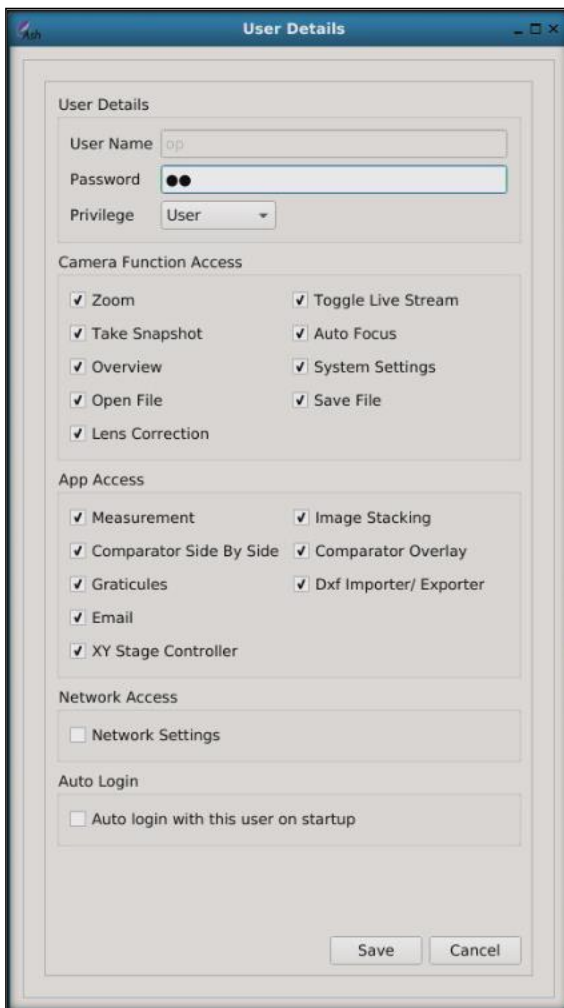 Ash
User Details
User Details
User Name op
Password ●●
Privilege User
Camera Function Access
Zoom Toggle Live Stream
Take Snapshot Auto Focus
Overview System Settings
Open File Save File
Lens Correction
App Access
Measurement Image Stacking
Comparator Side By Side Comparator Overlay
Graticules Dxf Importer/ Exporter
Email
XY Stage Controller
Network Access
Network Settings
Auto Login
Auto login with this user on startup
Save Cancel